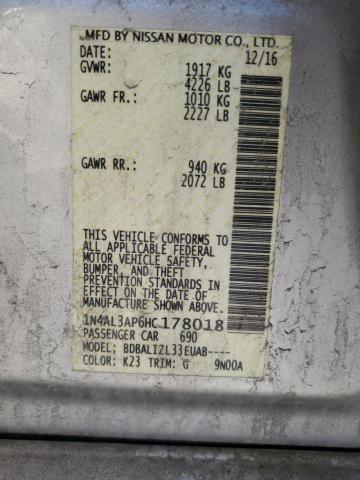 MFD BY NISSAN MOTOR CO., LTD.
DATE: 12/16
GVWR: 1917 KG
4226 LB
GAWR FR.: 1010 KG
2227 LB
GAWR RR.: 940 KG
2072 LB
THIS VEHICLE CONFORMS TO
ALL APPLICABLE FEDERAL
MOTOR VEHICLE SAFETY,
BUMPER, AND THEFT
PREVENTION STANDARDS
IN EFFECT ON THE DATE OF
MANUFACTURE SHOWN ABOVE.
1N4AL3AP6HC178018
PASSENGER CAR 690
MODEL: BDBALI2L33EUAB----
COLOR: K23 TRIM: G 9N00A